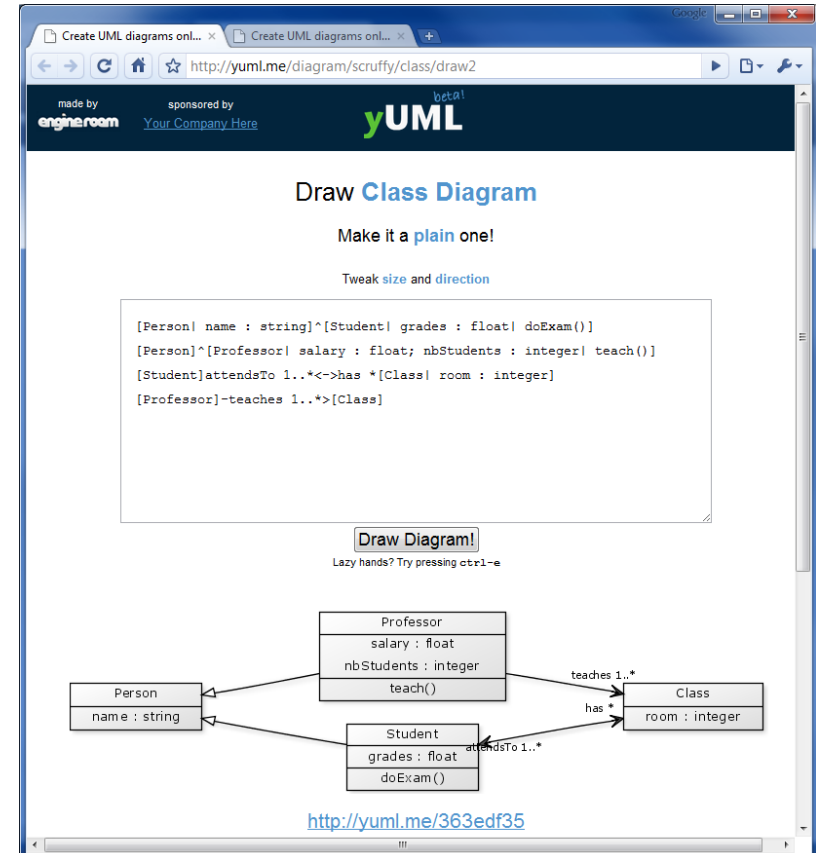 Google
Create UML diagrams onl...
Create UML diagrams onl...
http://yuml.me/diagram/scruffy/class/draw2
made by
engine room
sponsored by
Your Company Here
beta!
yUML
Draw Class Diagram
Make it a plain one!
Tweak size and direction
[Person| name : string]^[Student| grades : float| doExam()]
[Person]^[Professor| salary : float; nbStudents : integer| teach()]
[Student]attendsTo 1..*<->has *[Class| room : integer]
[Professor]-teaches 1..*>[Class]
Draw Diagram!
Lazy hands? Try pressing ctrl-e
Professor
salary : float
nbStudents : integer
teach()
teaches 1..*
Person
name : string
Class
room : integer
has *
Student
grades : float
doExam()
attendsTo 1..*
http://yuml.me/363edf35